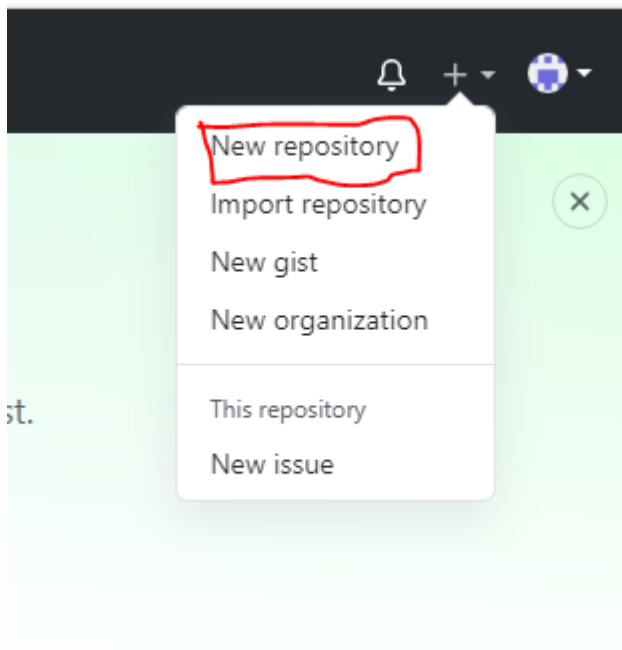 New repository
Import repository
New gist
New organization
st.
This repository
New issue